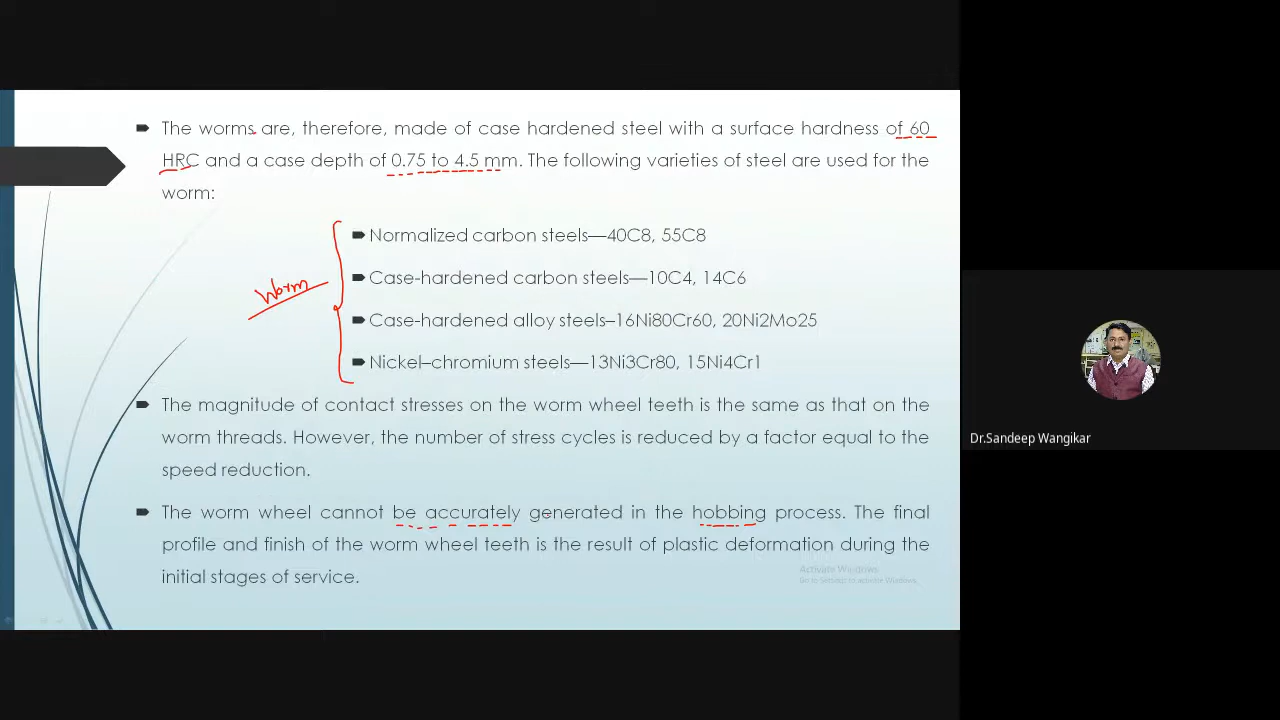 The worms are, therefore, made of case hardened steel with a surface hardness of 60
HRC and a case depth of 0.75 to 4.5 mm. The following varieties of steel are used for the
worm:
Normalized carbon steels—40C8, 55C8
Case-hardened carbon steels—10C4, 14C6
Worm
Case-hardened alloy steels–16Ni80Cr60, 20Ni2Mo25
Nickel–chromium steels—13Ni3Cr80, 15Ni4Cr1
The magnitude of contact stresses on the worm wheel teeth is the same as that on the
worm threads. However, the number of stress cycles is reduced by a factor equal to the
speed reduction.
The worm wheel cannot be accurately generated in the hobbing process. The final
profile and finish of the worm wheel teeth is the result of plastic deformation during the
initial stages of service.
Activate Windows
Go to Settings to activate Windows.
Dr.Sandeep Wangikar